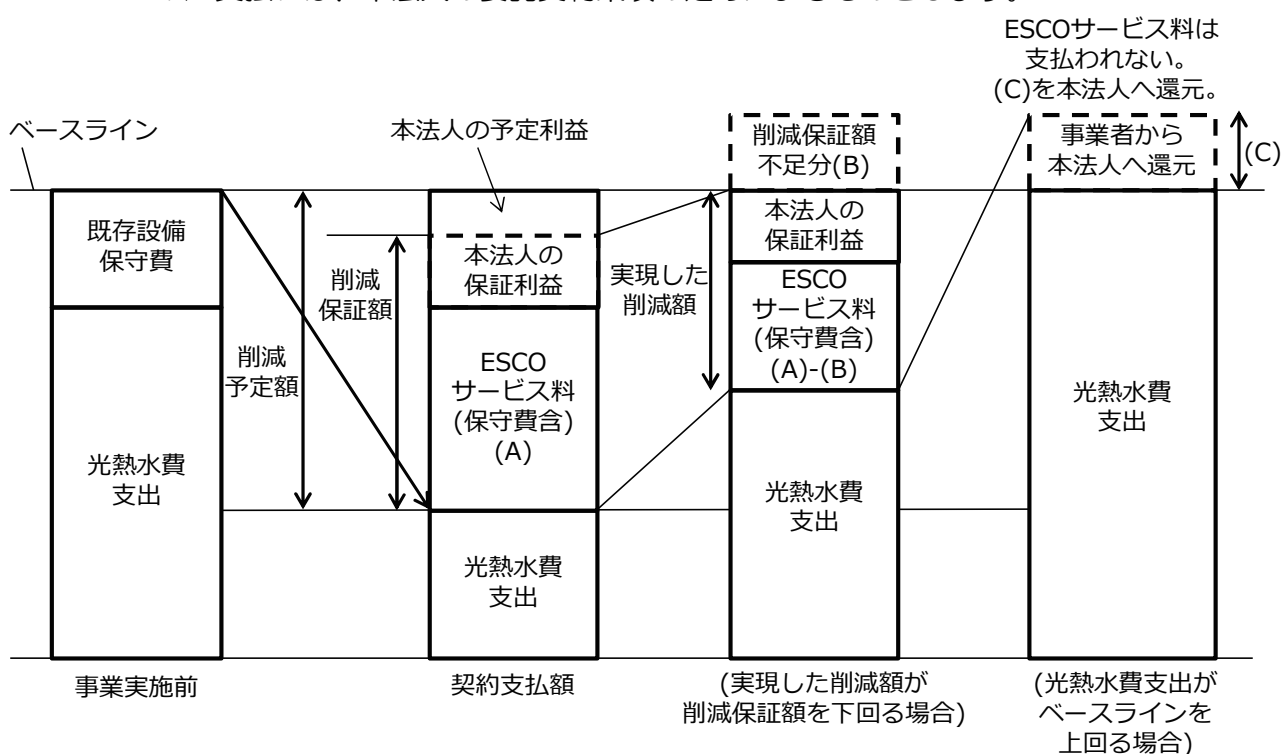 ESCOサービス料は
支払われない。
(C)を本法人へ還元。
ベースライン
本法人の予定利益
削減保証額
不足分(B)
事業者から
本法人へ還元
(C)
既存設備
保守費
削減
予定額
削減
保証額
本法人の
保証利益
実現した
削減額
本法人の
保証利益
ESCO
サービス料
(保守費含)
(A)
ESCO
サービス料
(保守費含)
(A)-(B)
光熱水費
支出
光熱水費
支出
光熱水費
支出
光熱水費
支出
事業実施前
契約支払額
(実現した削減額が
削減保証額を下回る場合)
(光熱水費支出が
ベースラインを
上回る場合)